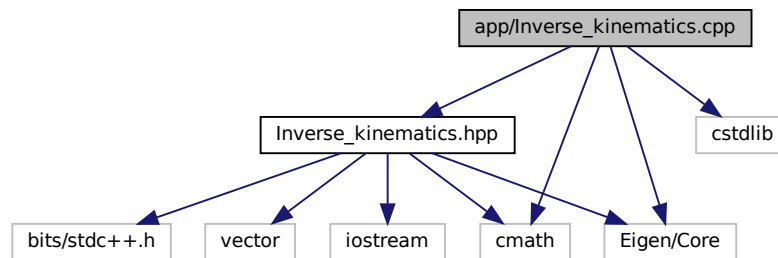 app/Inverse_kinematics.cpp
Inverse_kinematics.hpp
cstdlib
bits/stdc++.h
vector
iostream
cmath
Eigen/Core